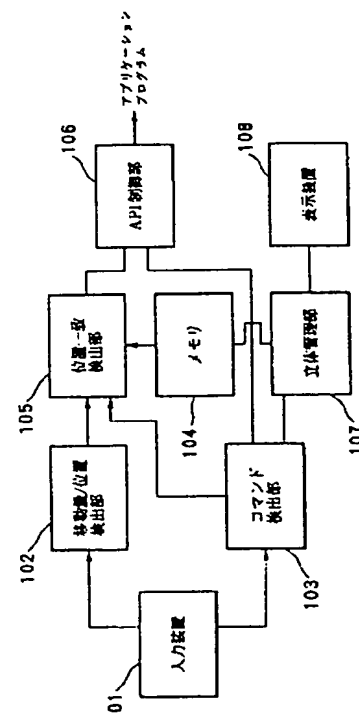 01
入力装置
102
移動量/位置
検出部
103
コマンド
検出部
105
位置一致
検出部
104
メモリ
106
API制御部
アプリケーション
プログラム
107
立体管理部
108
表示装置